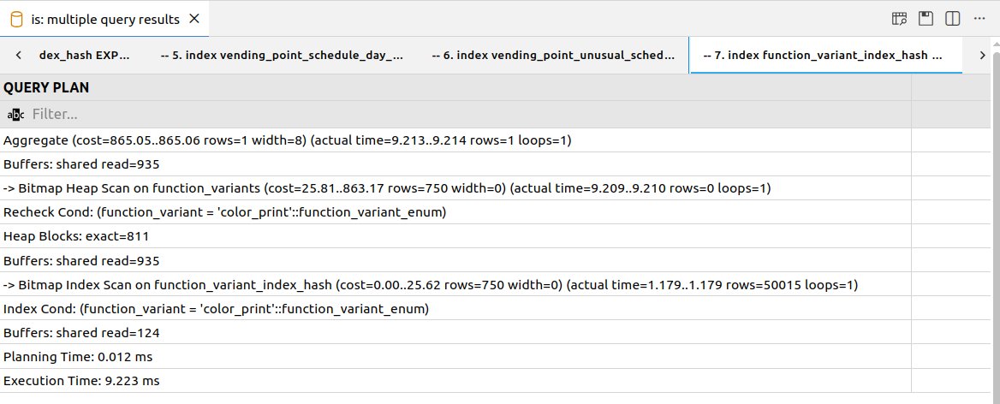 is: multiple query results
dex_hash EXP...
-- 5. index vending_point_schedule_day_...
-- 6. index vending_point_unusual_sched...
-- 7. index function_variant_index_hash ...
QUERY PLAN
abc Filter...
Aggregate (cost=865.05..865.06 rows=1 width=8) (actual time=9.213..9.214 rows=1 loops=1)
Buffers: shared read=935
-> Bitmap Heap Scan on function_variants (cost=25.81..863.17 rows=750 width=0) (actual time=9.209..9.210 rows=0 loops=1)
Recheck Cond: (function_variant = 'color_print'::function_variant_enum)
Heap Blocks: exact=811
Buffers: shared read=935
-> Bitmap Index Scan on function_variant_index_hash (cost=0.00..25.62 rows=750 width=0) (actual time=1.179..1.179 rows=50015 loops=1)
Index Cond: (function_variant = 'color_print'::function_variant_enum)
Buffers: shared read=124
Planning Time: 0.012 ms
Execution Time: 9.223 ms